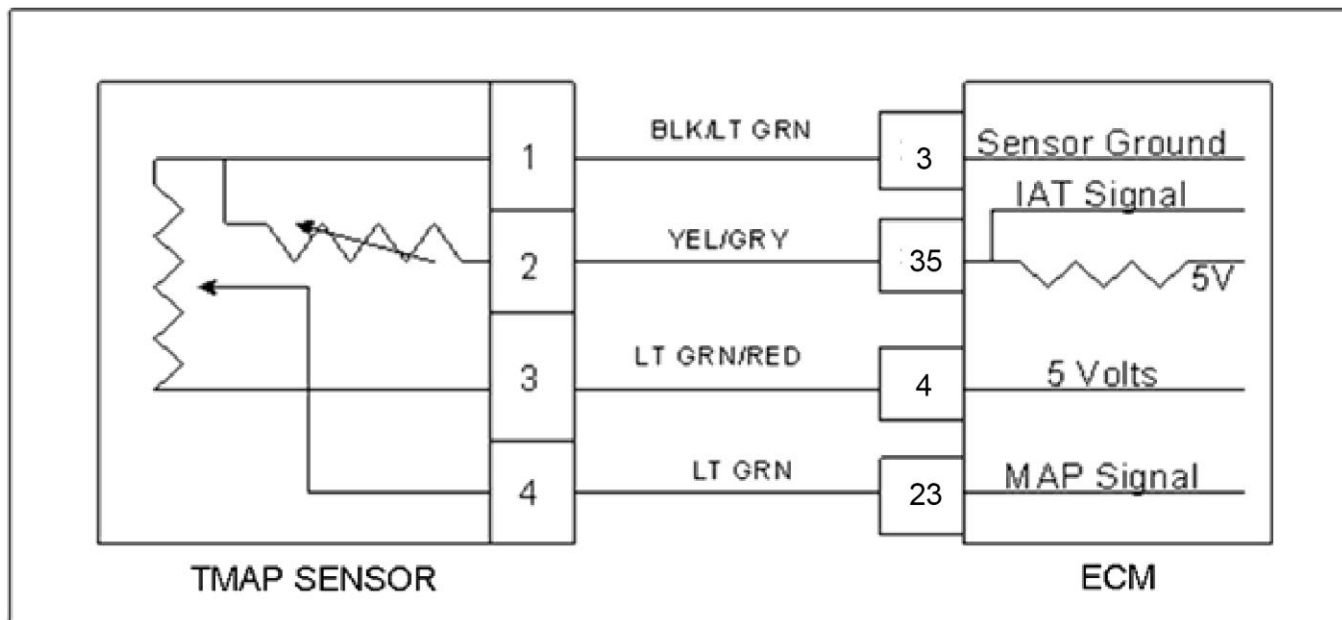 1 BLK/LT GRN 3 Sensor Ground
IAT Signal
2 YEL/GRY 35 5V
3 LT GRN/RED 4 5 Volts
4 LT GRN 23 MAP Signal
TMAP SENSOR ECM